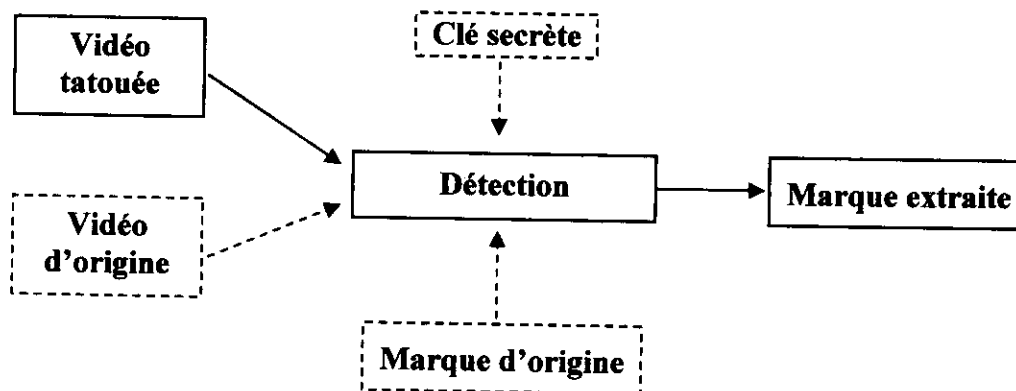 Vidéo
tatouée
Clé secrète
Détection
Marque extraite
Vidéo
d'origine
Marque d'origine